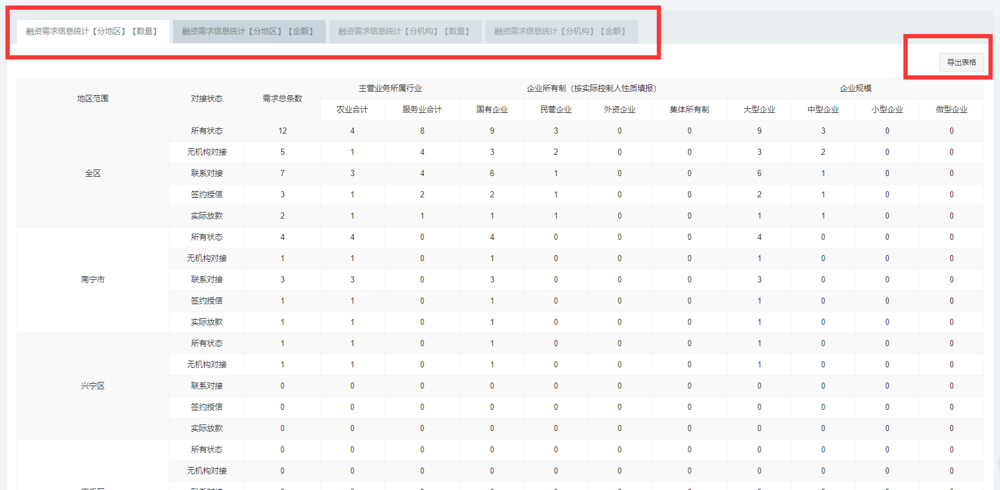 融资需求信息统计【分地区】【数量】 融资需求信息统计【分地区】【金额】 融资需求信息统计【分机构】【数量】 融资需求信息统计【分机构】【金额】
导出表格
地区范围 对接状态 需求总条数 主营业务所属行业 企业所有制（按实际控制人性质填报） 企业规模
农业合计 服务业合计 国有企业 民营企业 外资企业 集体所有制 大型企业 中型企业 小型企业 微型企业
全区
所有状态 12 4 8 9 3 0 0 9 3 0 0
无机构对接 5 1 4 3 2 0 0 3 2 0 0
联系对接 7 3 4 6 1 0 0 6 1 0 0
签约授信 3 1 2 2 1 0 0 2 1 0 0
实际放款 2 1 1 1 1 0 0 1 1 0 0
南宁市
所有状态 4 4 0 4 0 0 0 4 0 0 0
无机构对接 1 1 0 1 0 0 0 1 0 0 0
联系对接 3 3 0 3 0 0 0 3 0 0 0
签约授信 1 1 0 1 0 0 0 1 0 0 0
实际放款 1 1 0 1 0 0 0 1 0 0 0
兴宁区
所有状态 1 1 0 1 0 0 0 1 0 0 0
无机构对接 1 1 0 1 0 0 0 1 0 0 0
联系对接 0 0 0 0 0 0 0 0 0 0 0
签约授信 0 0 0 0 0 0 0 0 0 0 0
实际放款 0 0 0 0 0 0 0 0 0 0 0
所有状态 0 0 0 0 0 0 0 0 0 0 0
无机构对接 0 0 0 0 0 0 0 0 0 0 0